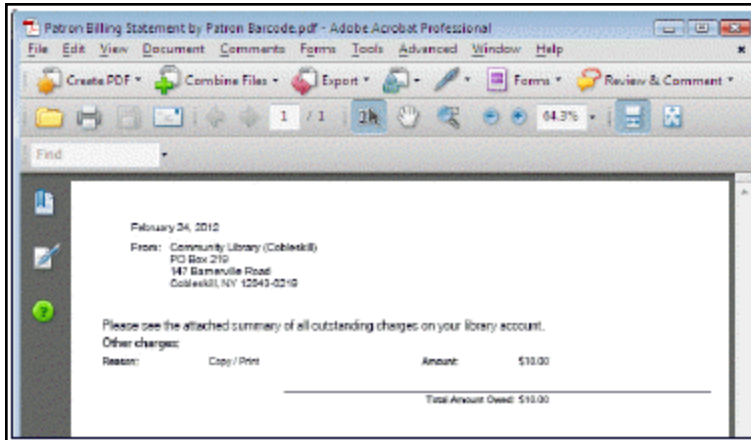 Patron Billing Statement by Patron Barcode.pdf - Adobe Acrobat Professional
File Edit View Document Comments Forms Tools Advanced Window Help
Create PDF Combine Files Export Forms Review & Comment
1 / 1 64.3%
Find
February 24, 2012
From: Community Library (Cobleskill)
PO Box 219
147 Barnerville Road
Cobleskill, NY 12043-0219
Please see the attached summary of all outstanding charges on your library account.
Other charges:
Reason: Copy / Print Amount: $10.00
Total Amount Owed: $10.00